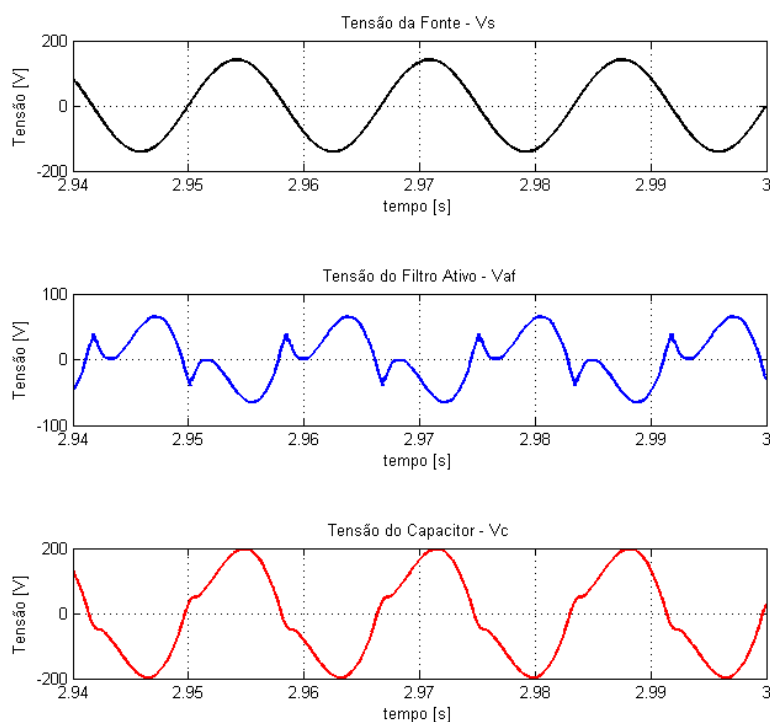 Tensão da Fonte - Vs
200
0
-200
Tensão [V]
2.94 2.95 2.96 2.97 2.98 2.99 3
tempo [s]
Tensão do Filtro Ativo - Vaf
100
0
-100
Tensão [V]
2.94 2.95 2.96 2.97 2.98 2.99 3
tempo [s]
Tensão do Capacitor - Vc
200
0
-200
Tensão [V]
2.94 2.95 2.96 2.97 2.98 2.99 3
tempo [s]